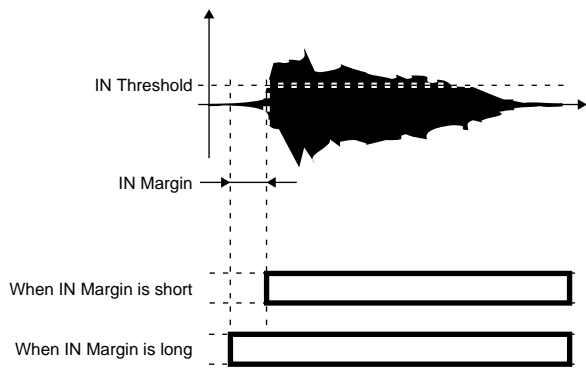 IN Threshold
IN Margin
When IN Margin is short
When IN Margin is long